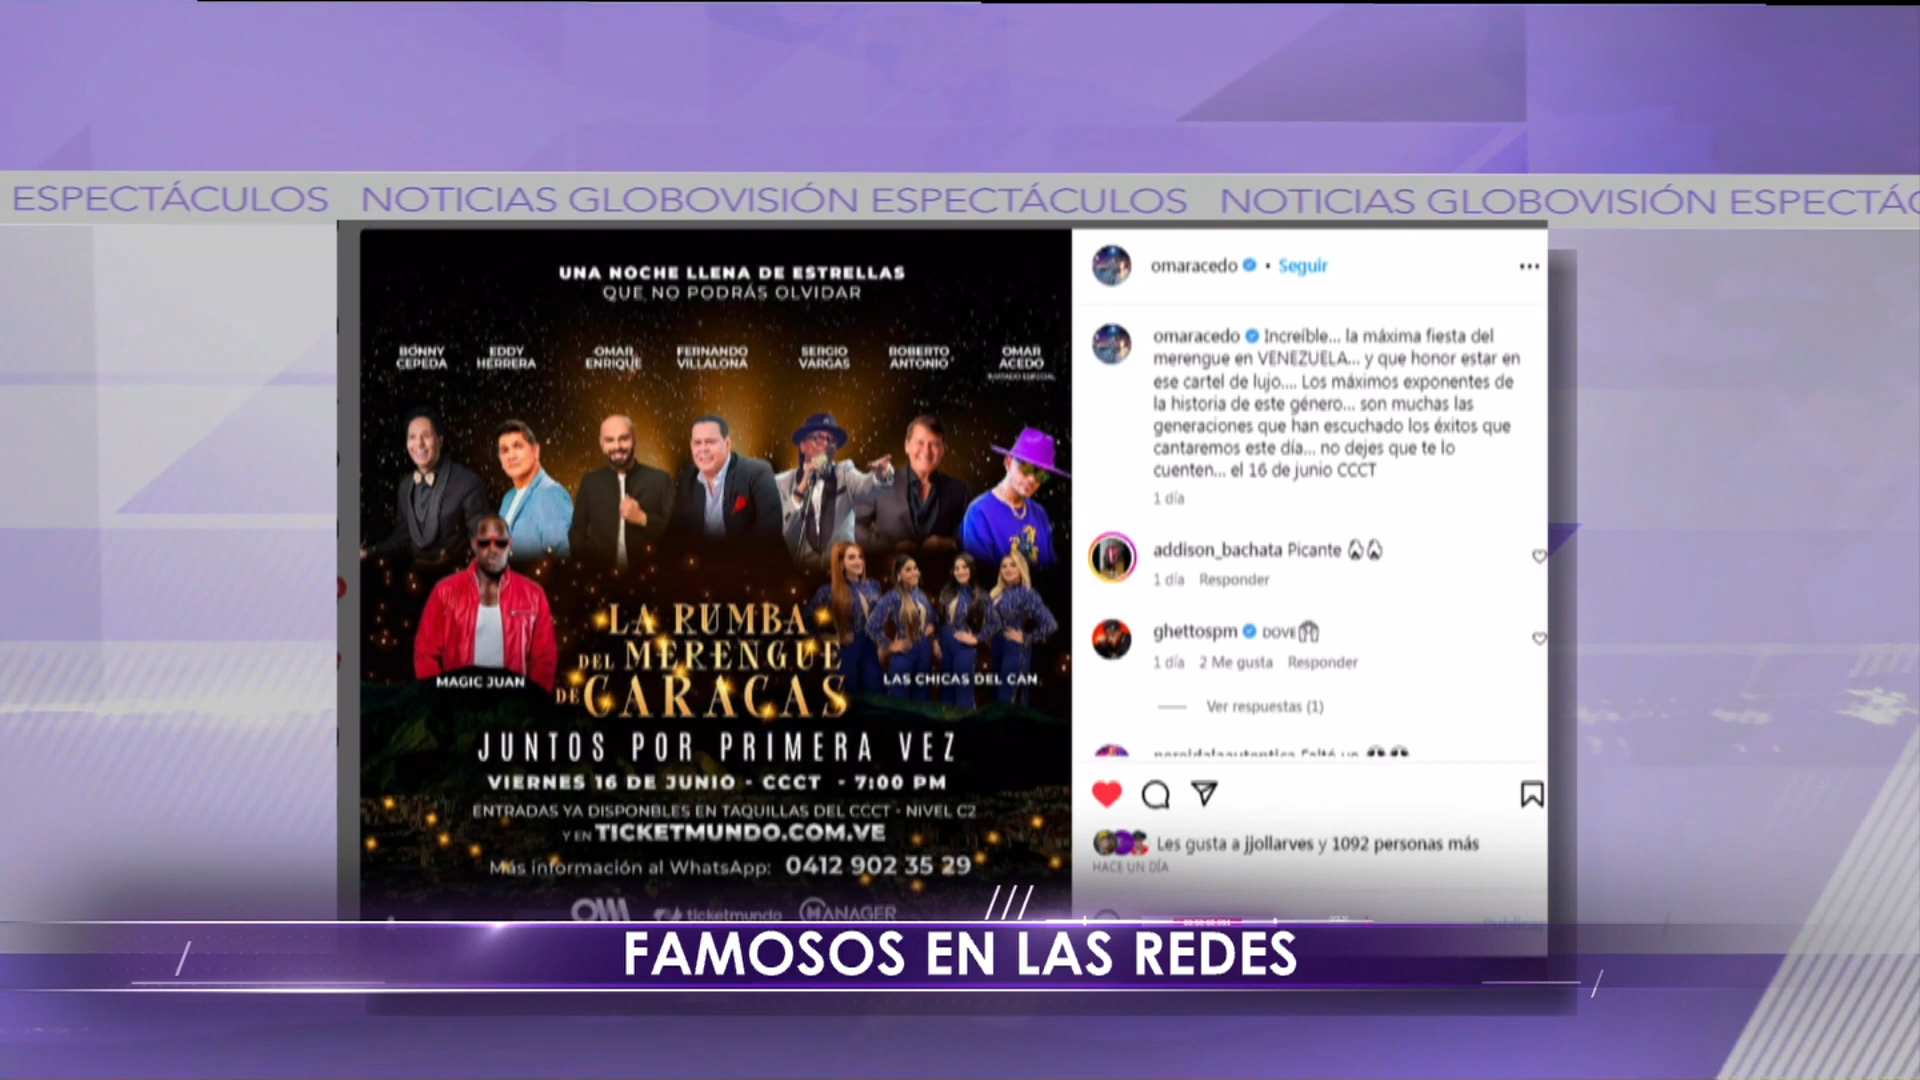 ESPECTÁCULOS NOTICIAS GLOBOVISIÓN ESPECTÁCULOS NOTICIAS GLOBOVISIÓN ESPECTÁC
UNA NOCHE LLENA DE ESTRELLAS
QUE NO PODRÁS OLVIDAR
BONNY CEPEDA
EDDY HERRERA
OMAR ENRIQUE
FERNANDO VILLALONA
SERGIO VARGAS
ROBERTO ANTONIO
OMAR ACEDO
MAGIC JUAN
LAS CHICAS DEL CAN
LA RUMBA
DEL MERENGUE
DE CARACAS
JUNTOS POR PRIMERA VEZ
VIERNES 16 DE JUNIO - CCCT - 7:00 PM
ENTRADAS YA DISPONBLES EN TAQUILLAS DEL CCCT - NIVEL C2
Y EN TICKETMUNDO.COM.VE
Más información al WhatsApp: 0412 902 35 29
ticketmundo MANAGER
omaracedo • Seguir
omaracedo Increíble... la máxima fiesta del
merengue en VENEZUELA... y que honor estar en
ese cartel de lujo.... Los máximos exponentes de
la historia de este género... son muchas las
generaciones que han escuchado los éxitos que
cantaremos este día... no dejes que te lo
cuenten... el 16 de junio CCCT
1 día
addison_bachata Picante
1 día Responder
ghettospm DOVE
1 día 2 Me gusta Responder
Ver respuestas (1)
Les gusta a jjollarves y 1092 personas más
HACE UN DÍA
FAMOSOS EN LAS REDES